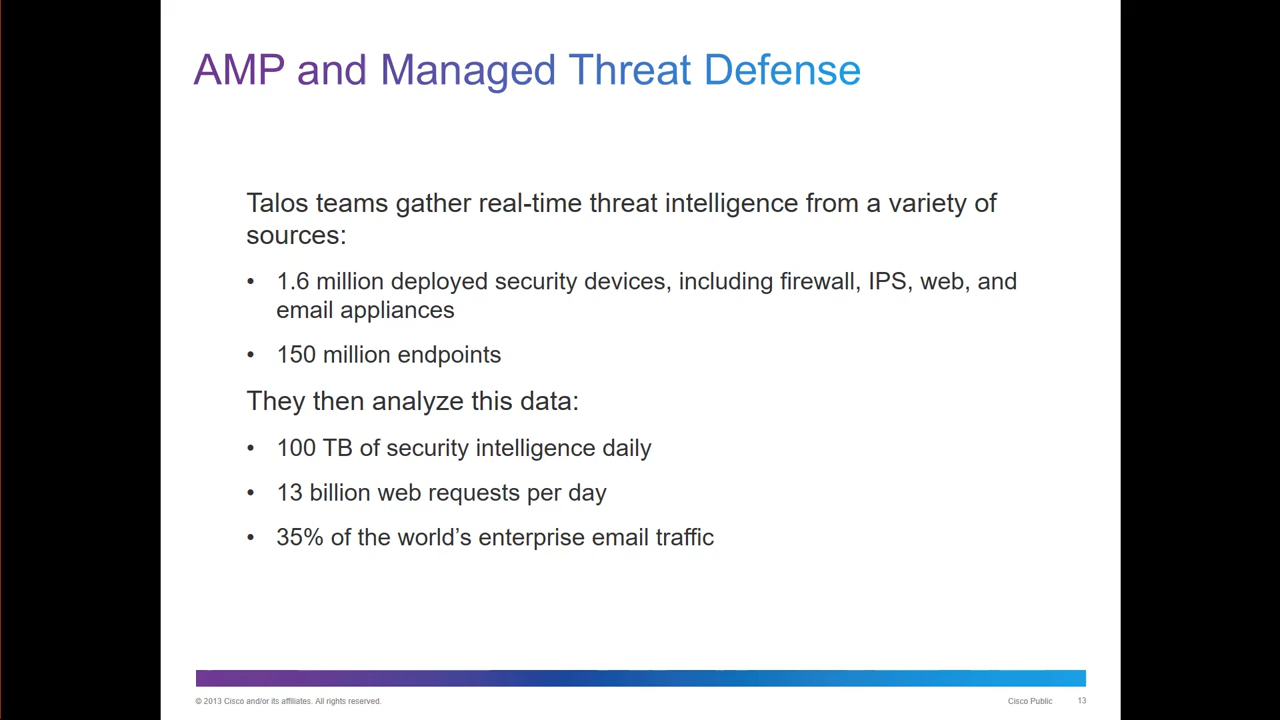 AMP and Managed Threat Defense
Talos teams gather real-time threat intelligence from a variety of
sources:
• 1.6 million deployed security devices, including firewall, IPS, web, and
email appliances
• 150 million endpoints
They then analyze this data:
• 100 TB of security intelligence daily
• 13 billion web requests per day
• 35% of the world's enterprise email traffic
© 2013 Cisco and/or its affiliates. All rights reserved.
Cisco Public 13